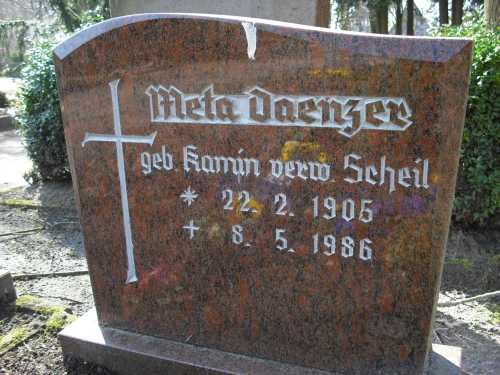 Meta Daenzer
geb. Kamin verw. Scheil
* 22. 2. 1905
+ 8. 5. 1986